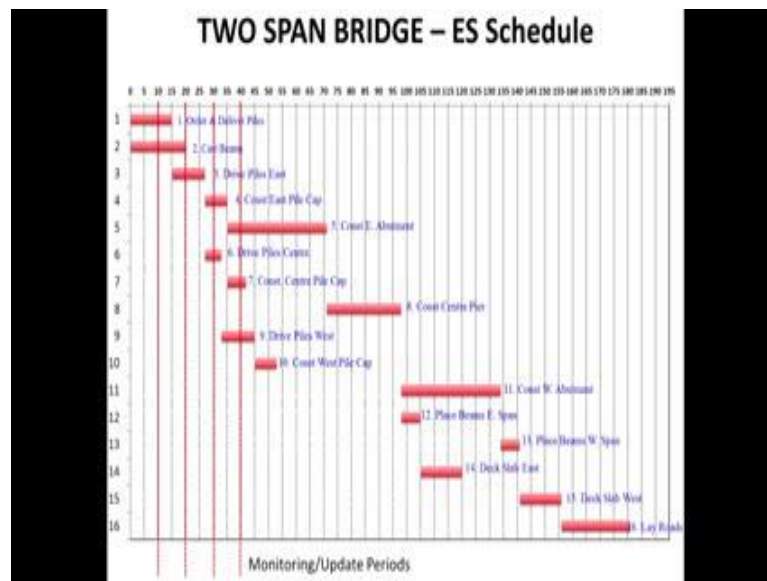 TWO SPAN BRIDGE – ES Schedule
0 5 10 15 20 25 30 35 40 45 50 55 60 65 70 75 80 85 90 95 100 105 110 115 120 125 130 135 140 145 150 155 160 165 170 175 180 185 190 195
1 1. Order & Deliver Piles
2 2. Cast Beams
3 3. Drive Piles East
4 4. Const East Pile Cap
5 5. Const E. Abutment
6 6. Drive Piles Centre
7 7. Const. Centre Pile Cap
8 8. Const Centre Pier
9 9. Drive Piles West
10 10. Const West Pile Cap
11 11. Const W. Abutment
12 12. Place Beams E. Span
13 13. Place Beams W. Span
14 14. Deck Slab East
15 15. Deck Slab West
16 6. Lay Roads
Monitoring/Update Periods